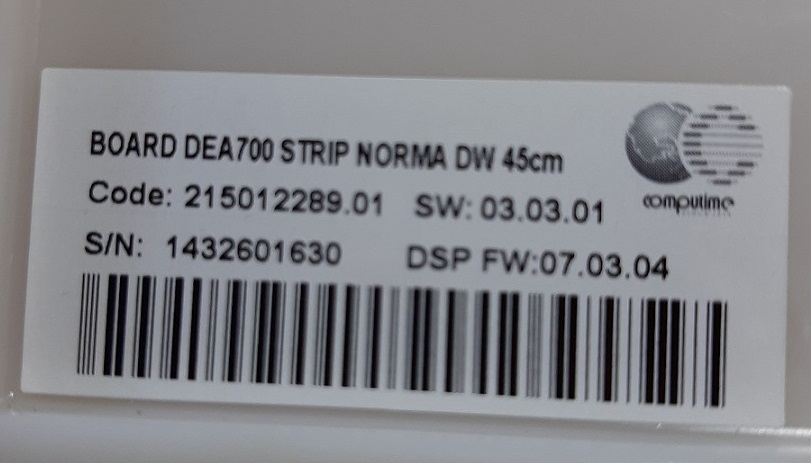 BOARD DEA700 STRIP NORMA DW 45cm
computime
Code: 215012289.01 SW: 03.03.01
S/N: 1432601630 DSP FW:07.03.04